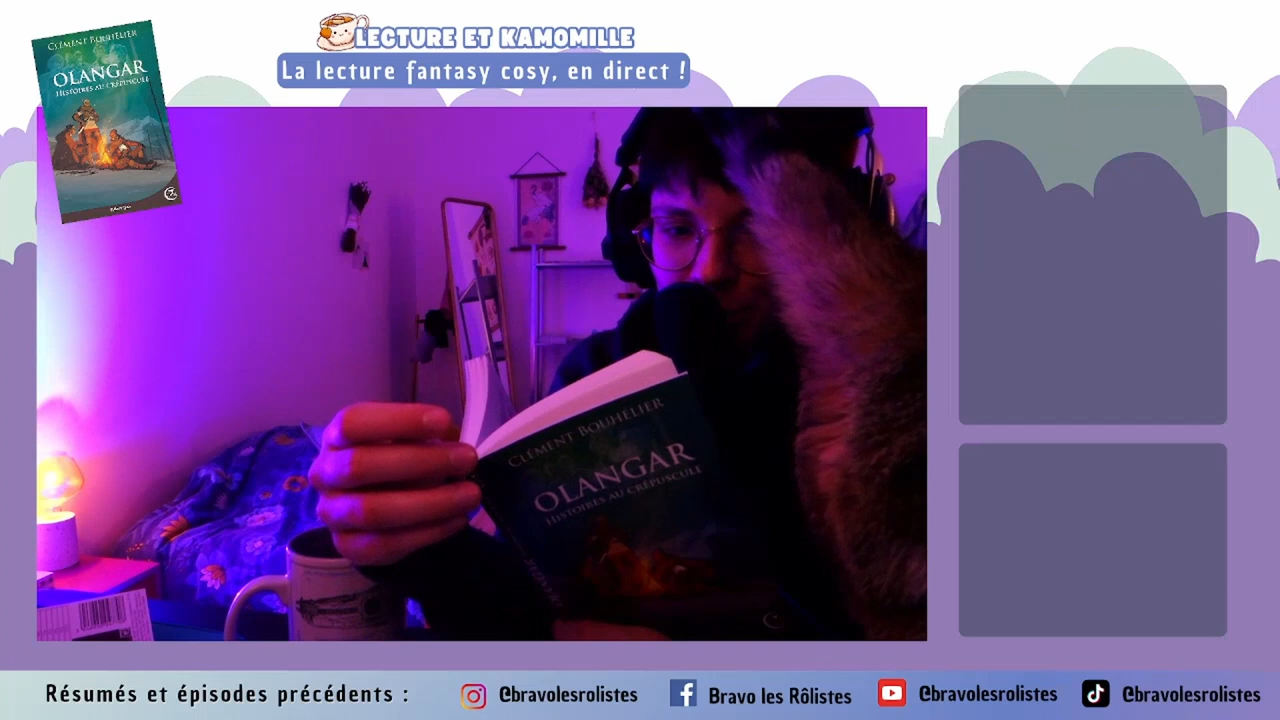 LECTURE ET KAMOMILLE
La lecture fantasy cosy, en direct !
CLÉMENT BOUHÉLIER
OLANGAR
HISTOIRES AU CRÉPUSCULE
CLÉMENT BOUHÉLIER
OLANGAR
HISTOIRES AU CRÉPUSCULE
Résumés et épisodes précédents :
@bravolesrolistes
Bravo les Rôlistes
@bravolesrolistes
@bravolesrolistes